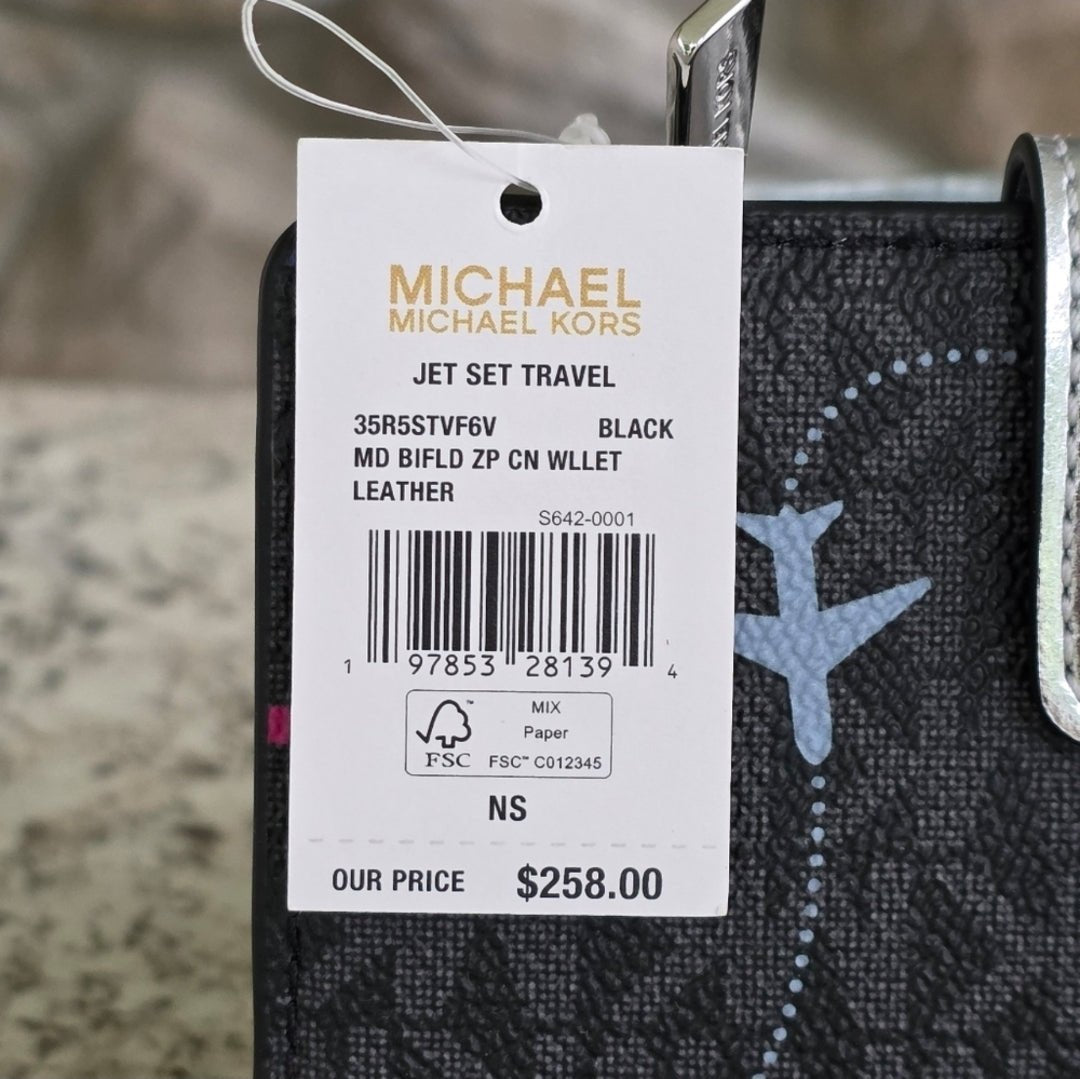 MICHAEL
MICHAEL KORS
JET SET TRAVEL
35R5STVF6V BLACK
MD BIFLD ZP CN WLLET
LEATHER
S642-0001
1 97853 28139 4
FSC
MIX
Paper
FSC™ C012345
NS
OUR PRICE $258.00